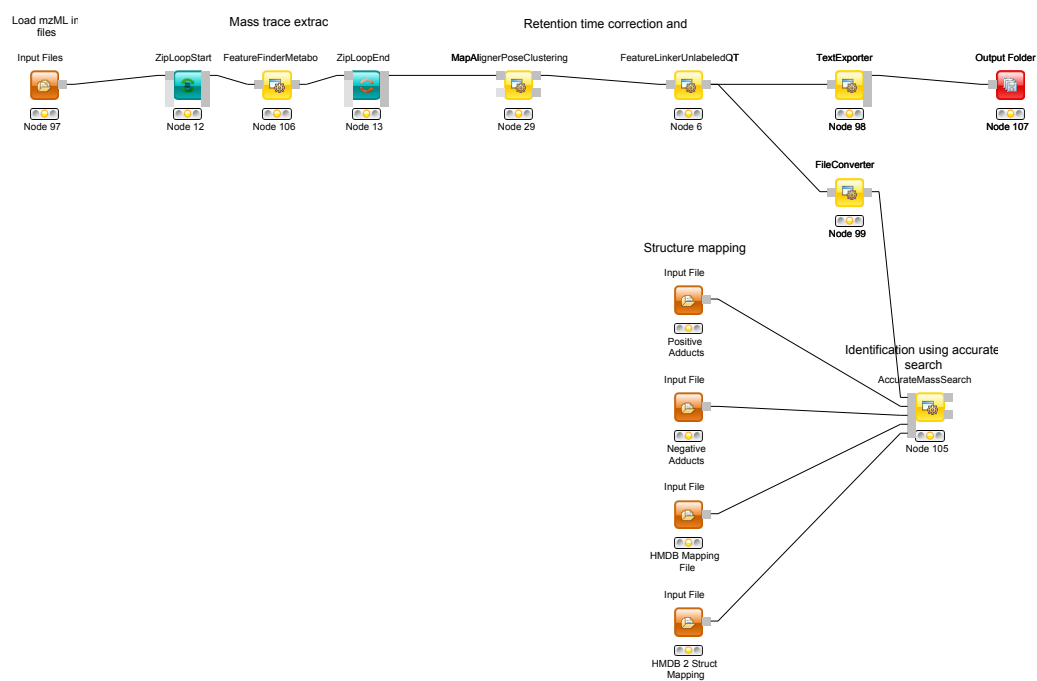 Load mzML in
files
Mass trace extrac
Retention time correction and
Input Files
ZipLoopStart
FeatureFinderMetabo
ZipLoopEnd
MapAlignerPoseClustering
FeatureLinkerUnlabeledQT
TextExporter
Output Folder
Node 97
Node 12
Node 106
Node 13
Node 29
Node 6
Node 98
Node 107
FileConverter
Node 99
Structure mapping
Input File
Positive
Adducts
Identification using accurate
search
AccurateMassSearch
Node 105
Input File
Negative
Adducts
Input File
HMDB Mapping
File
Input File
HMDB 2 Struct
Mapping